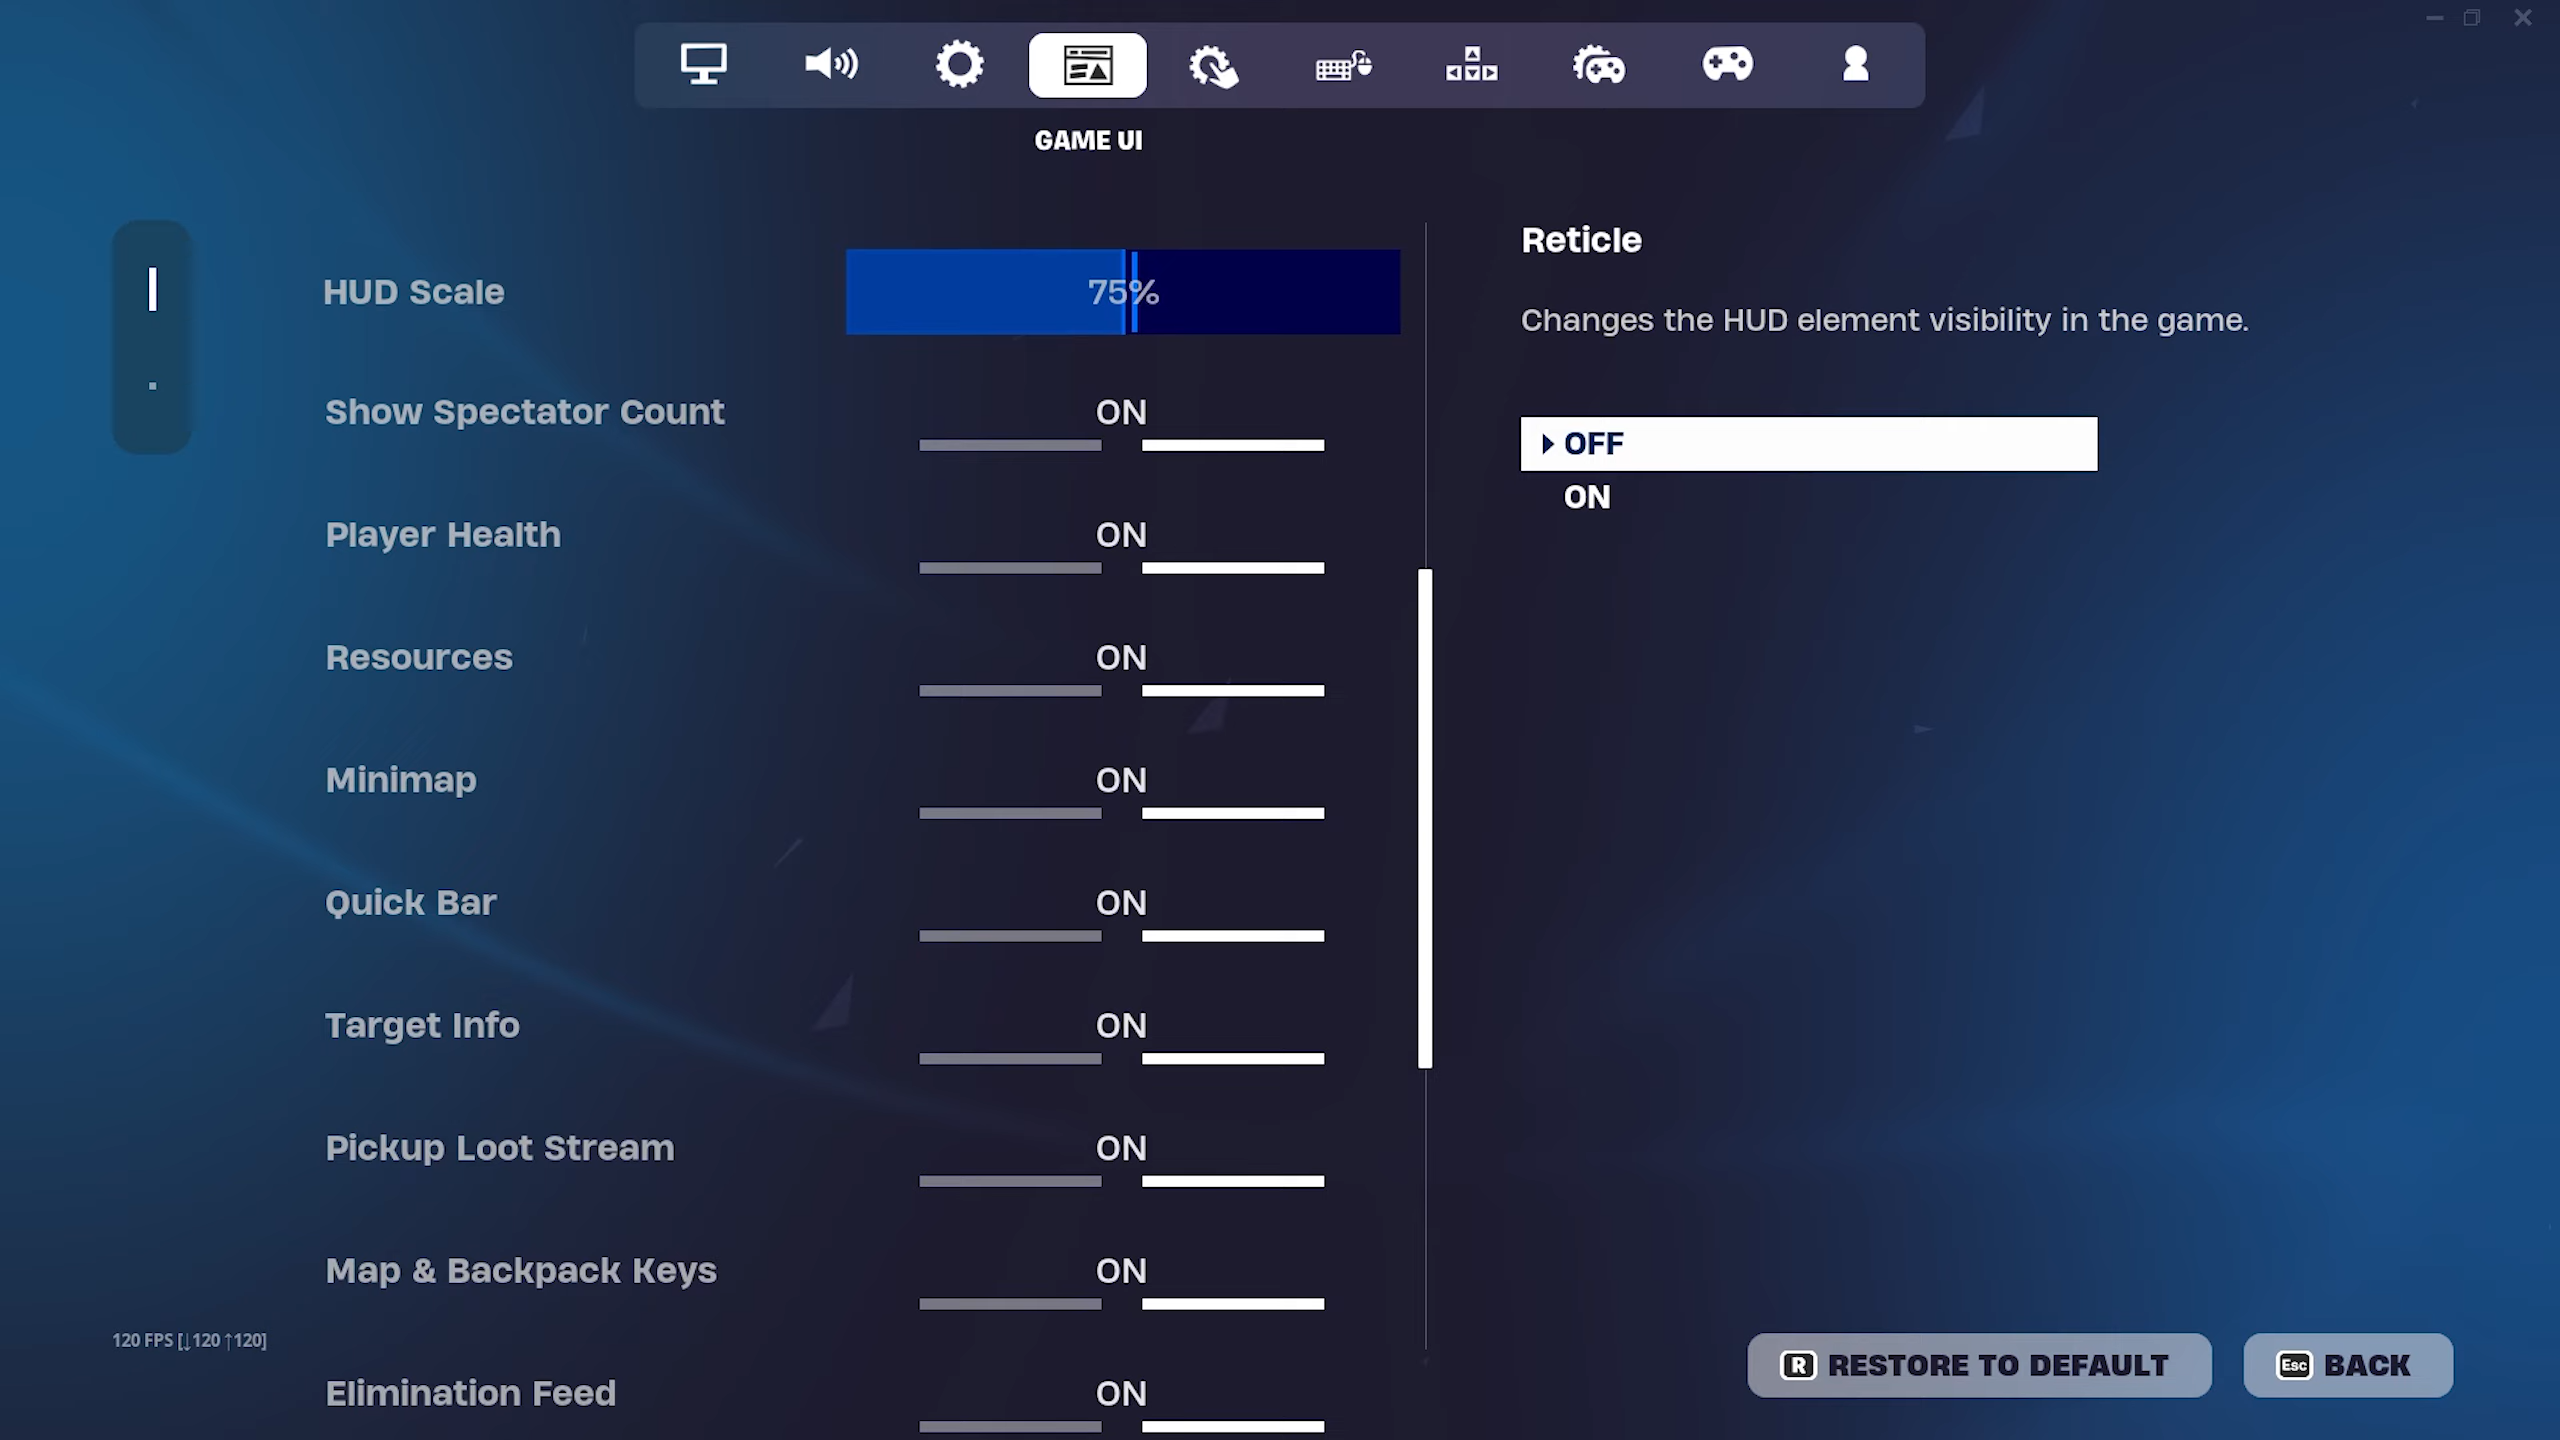 GAME UI
HUD Scale
75%
Show Spectator Count
ON
Player Health
ON
Resources
ON
Minimap
ON
Quick Bar
ON
Target Info
ON
Pickup Loot Stream
ON
Map & Backpack Keys
ON
Elimination Feed
ON
Reticle
Changes the HUD element visibility in the game.
OFF
ON
120 FPS [↓120 ↑120]
R RESTORE TO DEFAULT
Esc BACK